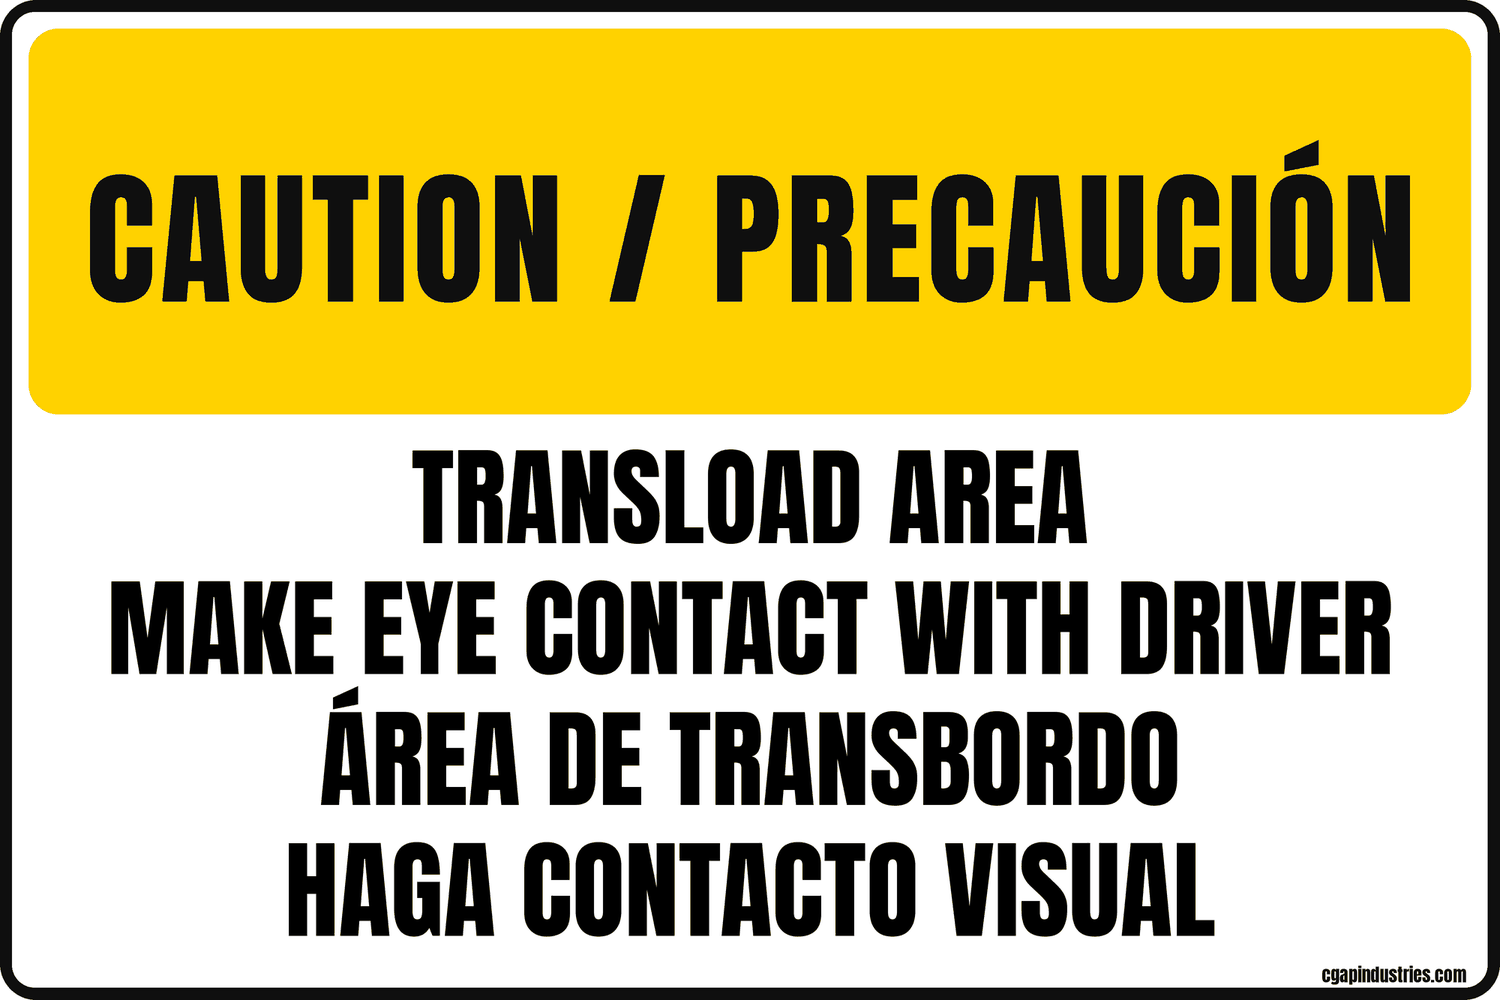 CAUTION / PRECAUCIÓN
TRANSLOAD AREA
MAKE EYE CONTACT WITH DRIVER
ÁREA DE TRANSBORDO
HAGA CONTACTO VISUAL
cgapindustries.com